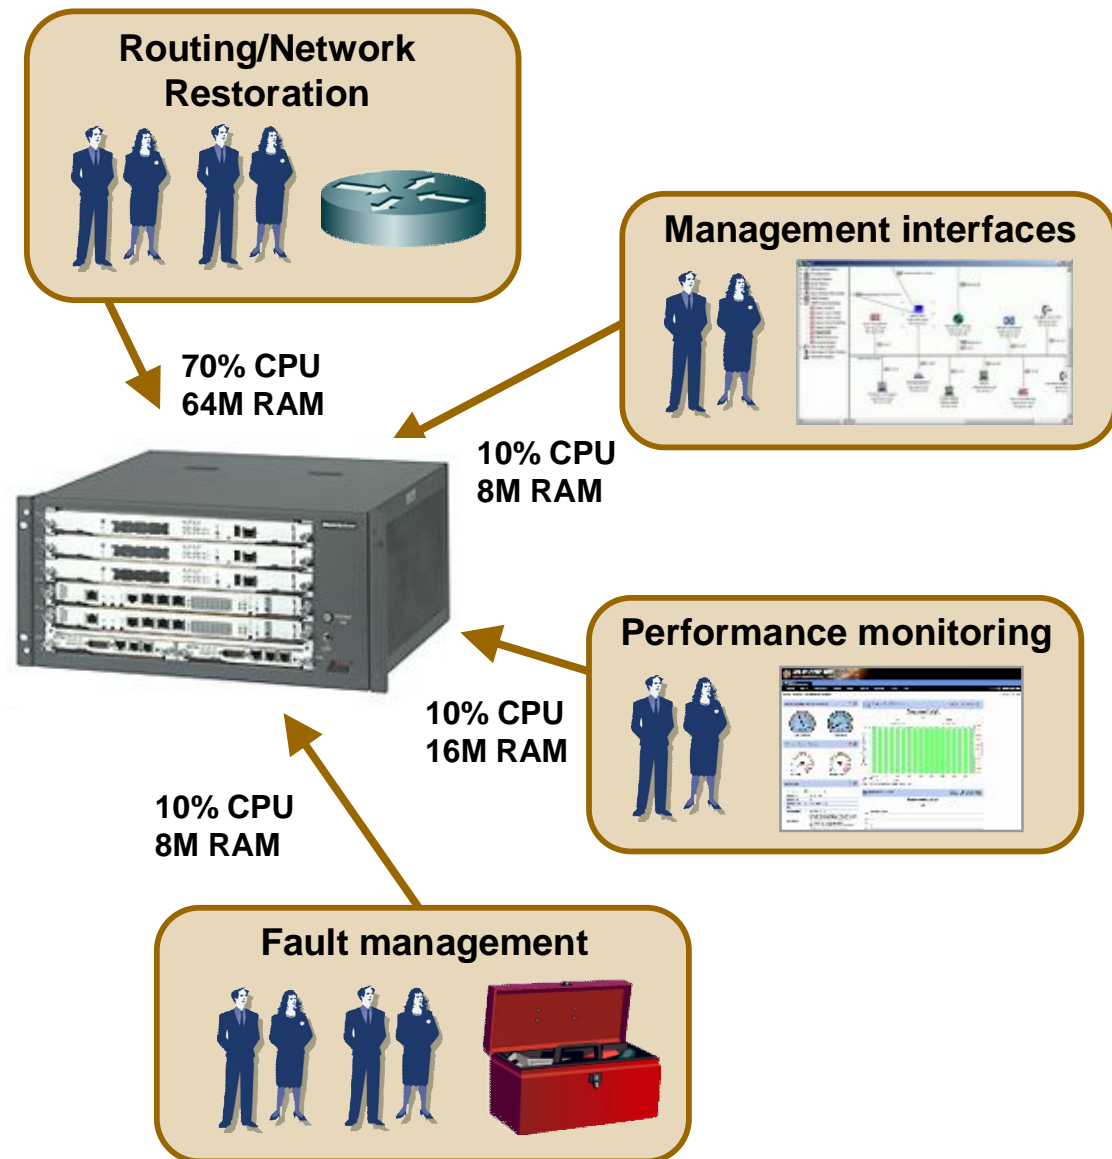 Routing/Network
Restoration
Management interfaces
70% CPU
64M RAM
10% CPU
8M RAM
Performance monitoring
10% CPU
16M RAM
10% CPU
8M RAM
Fault management